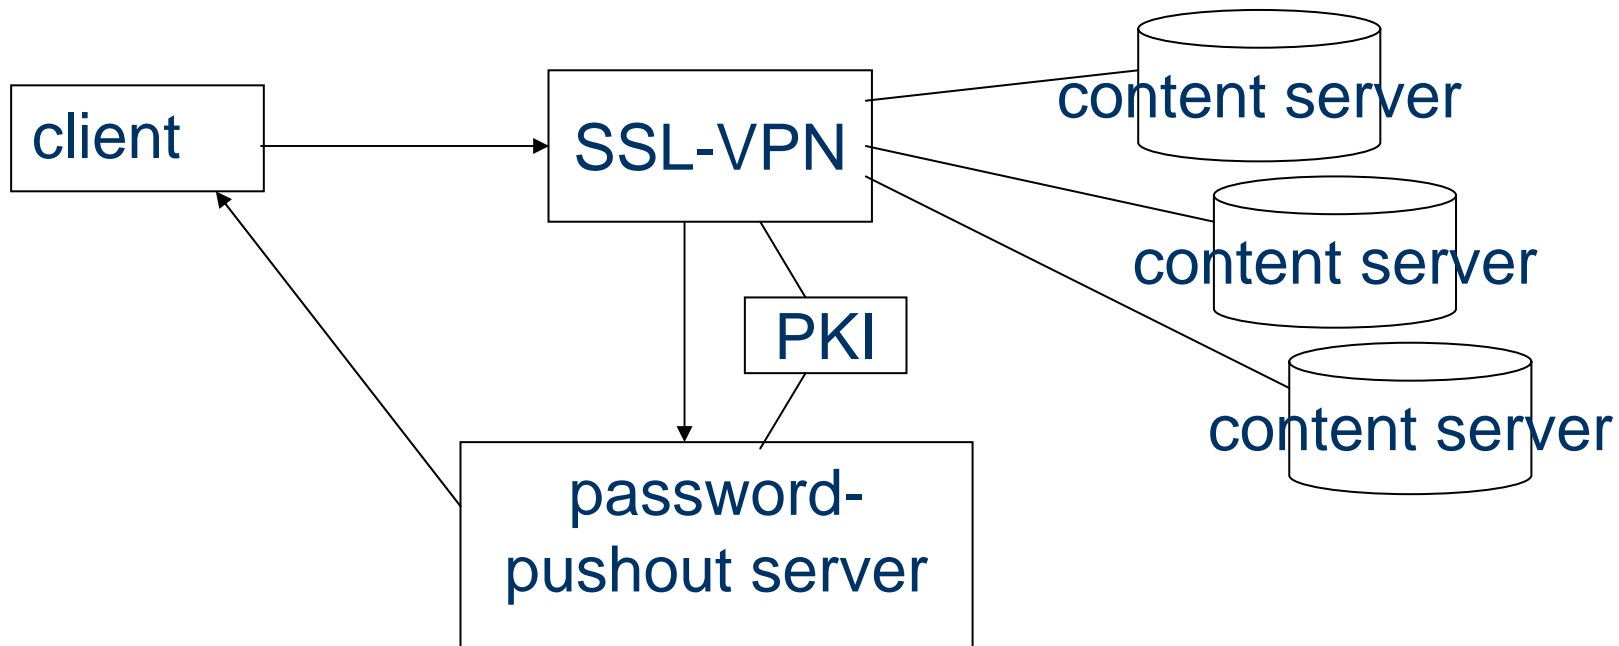 client
SSL-VPN
content server
content server
PKI
content server
password-
pushout server